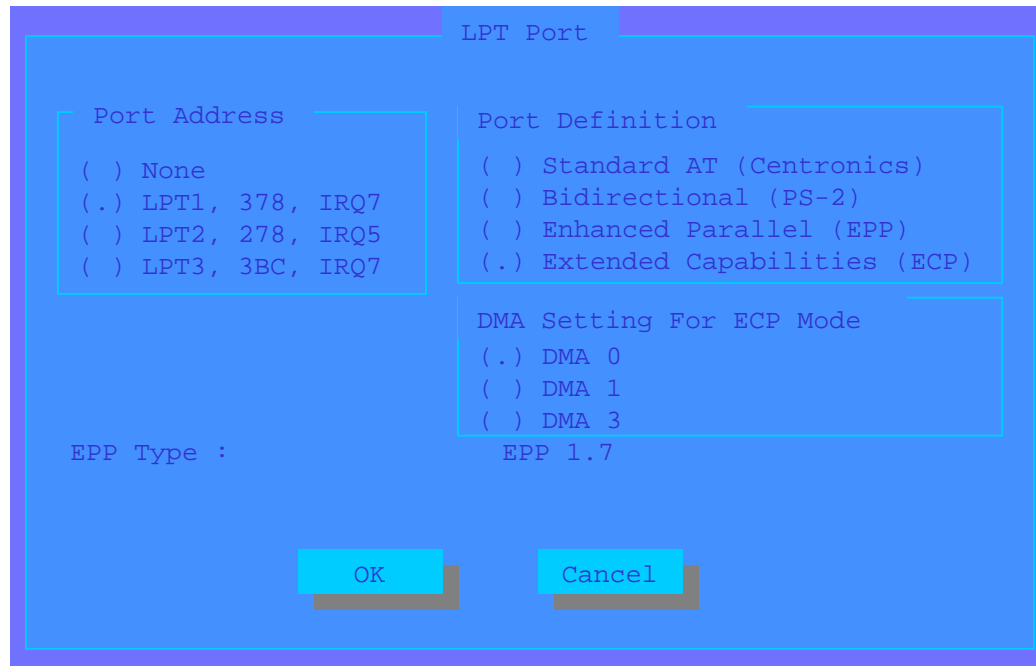 LPT Port
Port Address
( ) None
(.) LPT1, 378, IRQ7
( ) LPT2, 278, IRQ5
( ) LPT3, 3BC, IRQ7
Port Definition
( ) Standard AT (Centronics)
( ) Bidirectional (PS-2)
( ) Enhanced Parallel (EPP)
(.) Extended Capabilities (ECP)
DMA Setting For ECP Mode
(.) DMA 0
( ) DMA 1
( ) DMA 3
EPP Type : EPP 1.7
OK Cancel